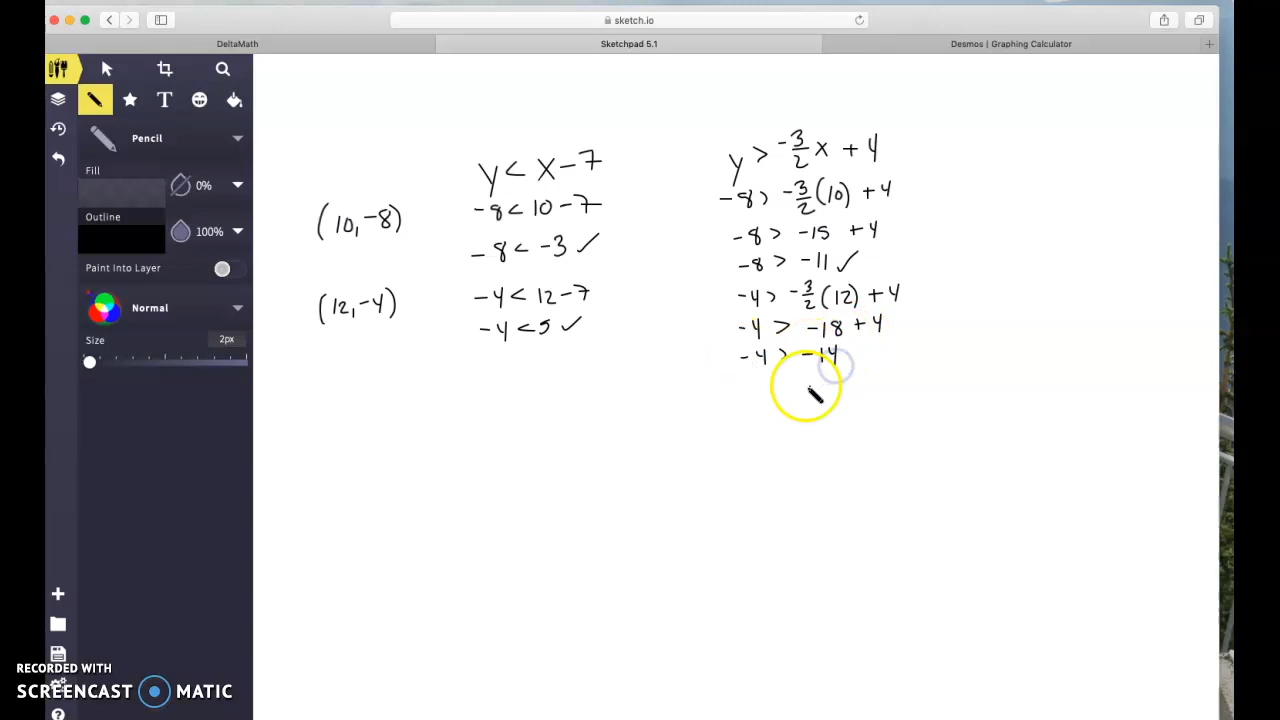 sketch.io
DeltaMath
Sketchpad 5.1
Desmos | Graphing Calculator
+
Pencil
Fill
0%
Outline
100%
Paint Into Layer
Normal
Size
2px
(10,-8)
(12,-4)
y < x - 7
-8 < 10 - 7
-8 < -3 ✓
-4 < 12 - 7
-4 < 5 ✓
y > -3/2 x + 4
-8 > -3/2 (10) + 4
-8 > -15 + 4
-8 > -11 ✓
-4 > -3/2 (12) + 4
-4 > -18 + 4
-4 > -14
RECORDED WITH
SCREENCAST MATIC